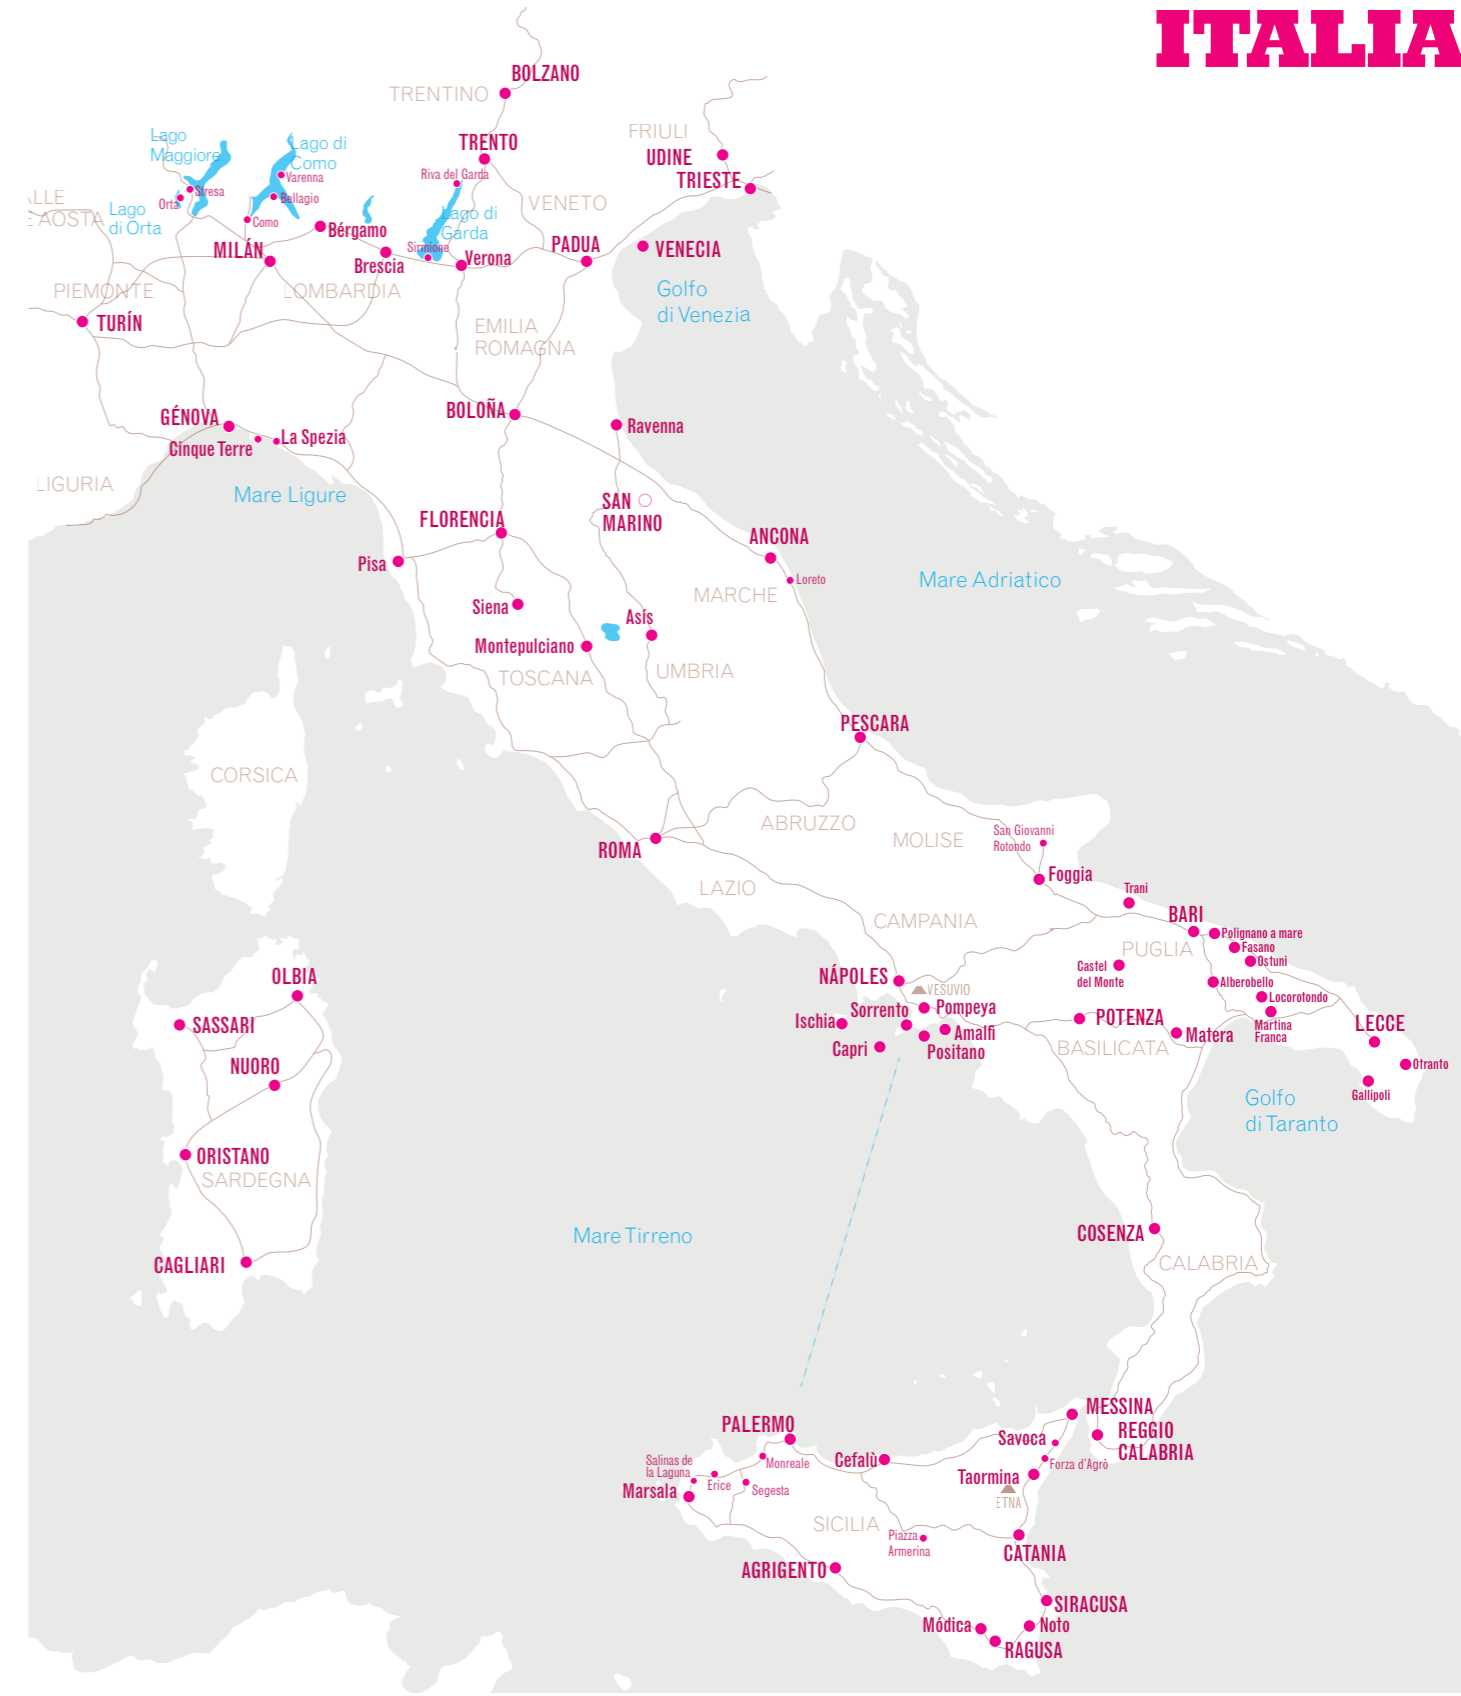 ITALIA
BOLZANO
TRENTINO
TRENTO
FRIULI
UDINE
TRIESTE
Lago
Maggiore
Lago di
Como
Varenna
Riva del Garda
Stresa
Orta
Bellagio
ALLE
E AOSTA
Lago
di Orta
Como
Lago di
Garda
VENETO
Bérgamo
MILÁN
Sirmione
Brescia
Verona
PADUA
VENECIA
PIEMONTE
LOMBARDIA
Golfo
di Venezia
TURÍN
EMILIA
ROMAGNA
GÉNOVA
BOLOÑA
Ravenna
Cinque Terre
La Spezia
LIGURIA
Mare Ligure
SAN
MARINO
FLORENCIA
ANCONA
Pisa
Loreto
Mare Adriatico
MARCHE
Siena
Asís
Montepulciano
TOSCANA
UMBRIA
PESCARA
CORSICA
ABRUZZO
MOLISE
San Giovanni
Rotondo
ROMA
LAZIO
Foggia
Trani
CAMPANIA
BARI
Polignano a mare
PUGLIA
Fasano
Ostuni
Castel
del Monte
OLBIA
NÁPOLES
VESUVIO
Alberobello
Locorotondo
SASSARI
Ischia
Sorrento
Pompeya
POTENZA
Martina
Franca
LECCE
Capri
Amalfi
Positano
Matera
BASILICATA
NUORO
Otranto
Gallipoli
Golfo
di Taranto
ORISTANO
SARDEGNA
Mare Tirreno
COSENZA
CALABRIA
CAGLIARI
PALERMO
MESSINA
REGGIO
CALABRIA
Savoca
Cefalù
Monreale
Forza d'Agrò
Salinas de
la Laguna
Erice
Segesta
Taormina
Marsala
ETNA
SICILIA
Piazza
Armerina
CATANIA
AGRIGENTO
SIRACUSA
Módica
Noto
RAGUSA